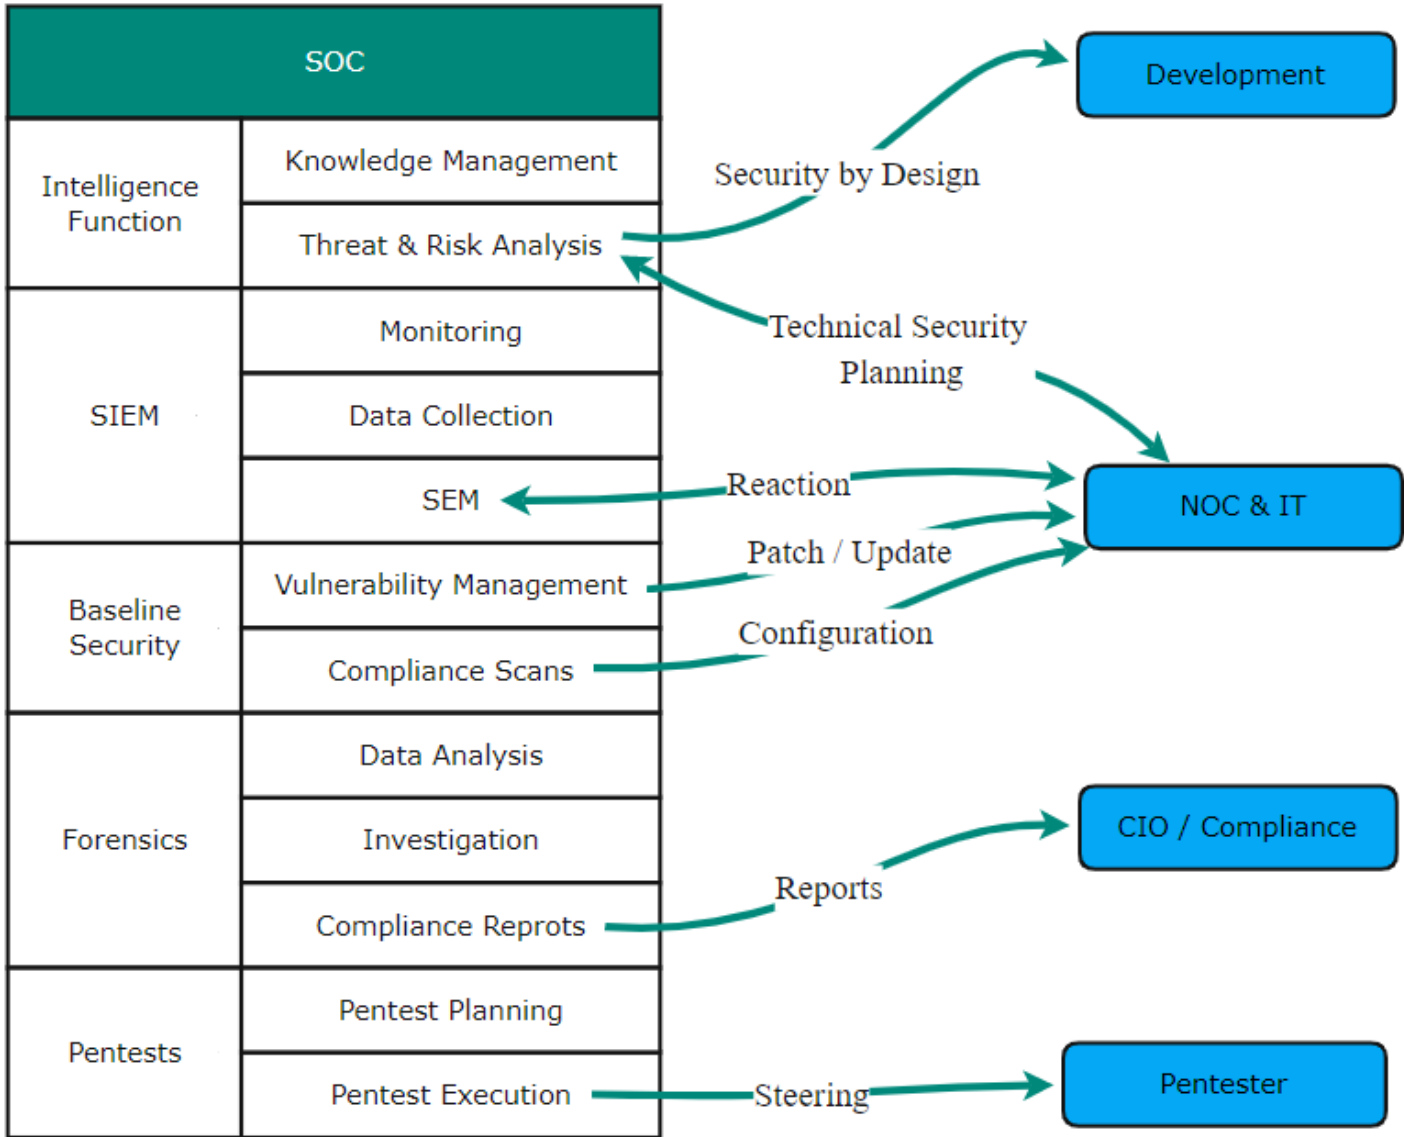 SOC
Development
Knowledge Management
Security by Design
Intelligence
Function
Threat & Risk Analysis
Monitoring
Technical Security
Planning
SIEM
Data Collection
SEM
Reaction
NOC & IT
Patch / Update
Vulnerability Management
Baseline
Security
Configuration
Compliance Scans
Data Analysis
Forensics
Investigation
CIO / Compliance
Reports
Compliance Reprots
Pentest Planning
Pentests
Pentest Execution
Steering
Pentester